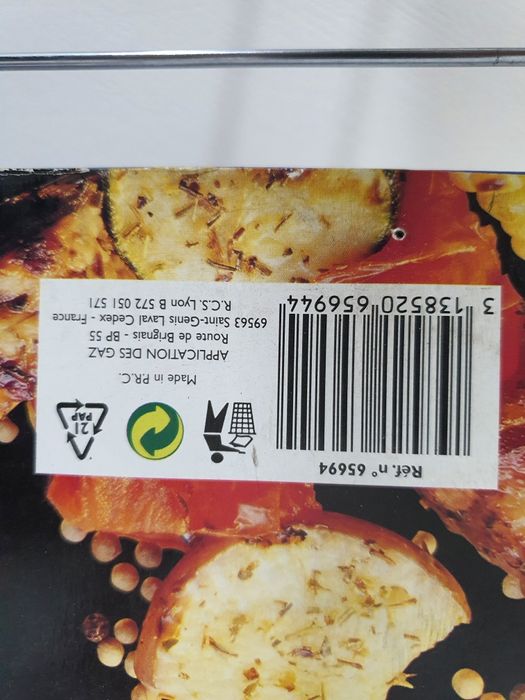 Réf. n° 65694
3 138520 656944
21
PAP
Made in P.R.C.
APPLICATION DES GAZ
Route de Brignais - BP 55
69563 Saint-Genis Laval Cedex - France
R.C.S. Lyon B 572 051 571